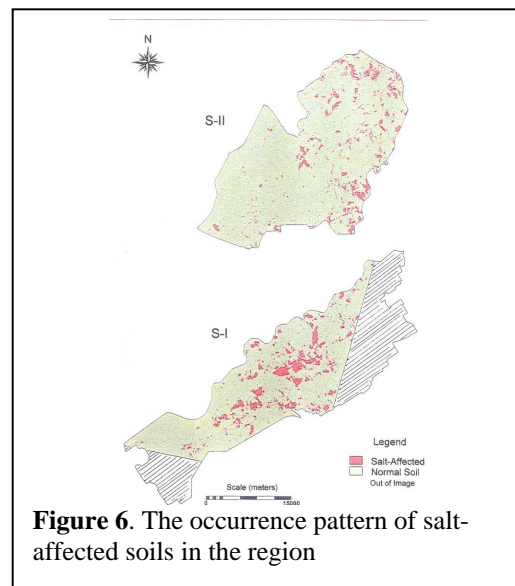 N
S-II
S-I
Legend
Salt-Affected
Normal Soil
Out of Image
Scale (meters)
0
15000
Figure 6. The occurrence pattern of salt-
affected soils in the region